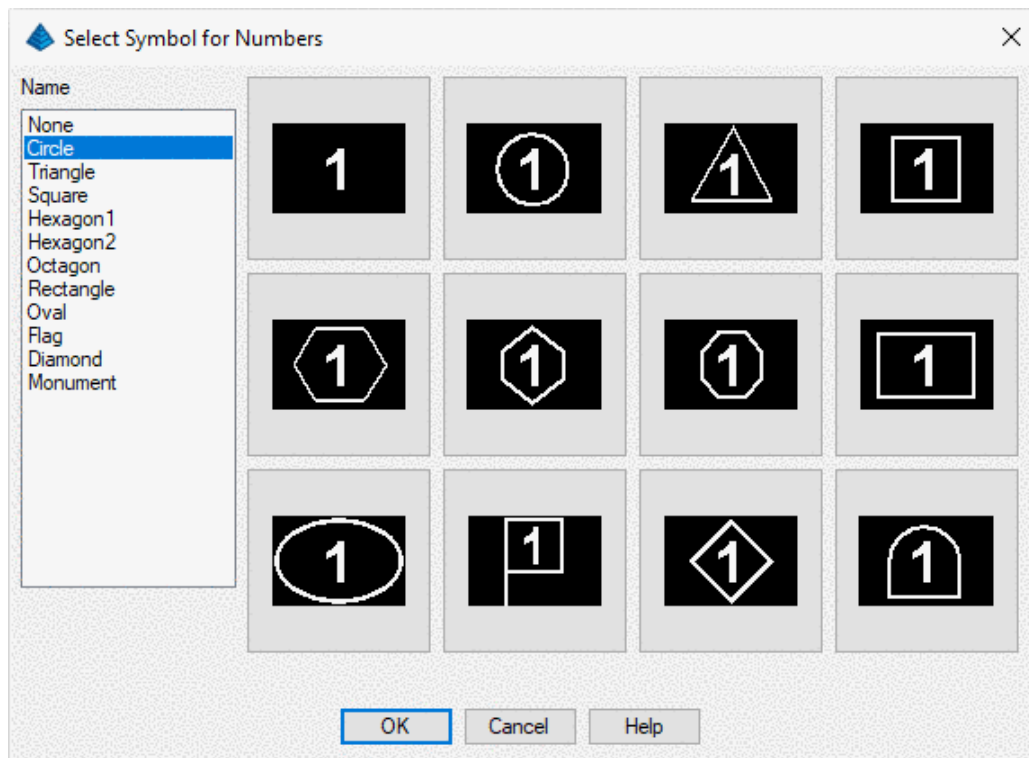 Select Symbol for Numbers
Name
None
Circle
Triangle
Square
Hexagon1
Hexagon2
Octagon
Rectangle
Oval
Flag
Diamond
Monument
1 1 1 1
1 1 1 1
1 1 1 1
OK Cancel Help